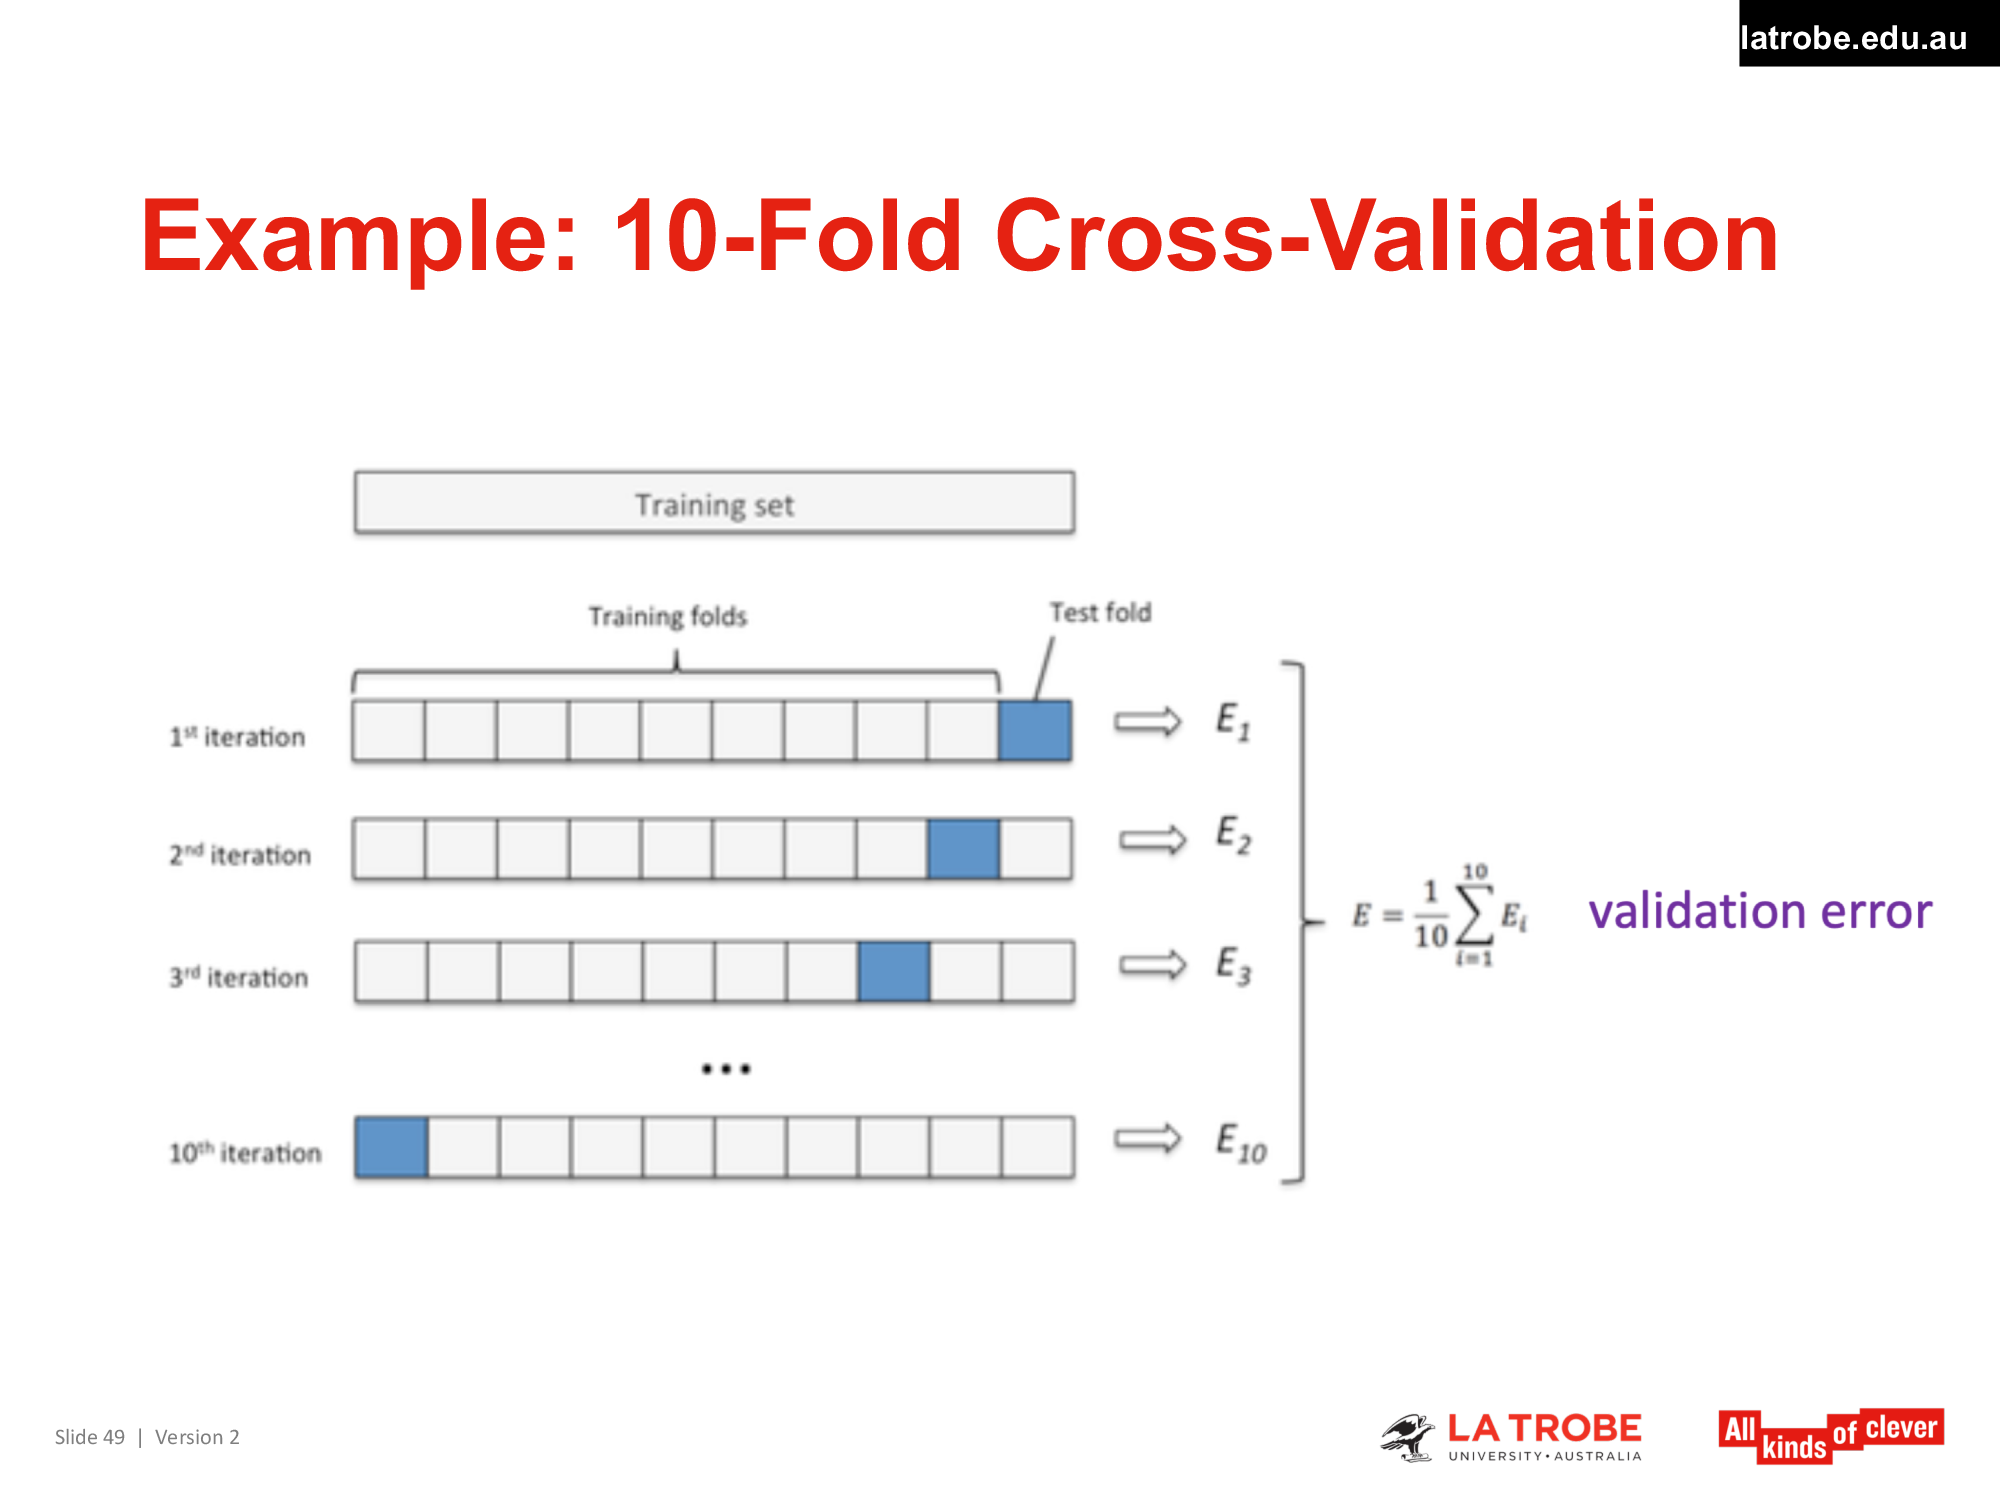 latrobe.edu.au
Example: 10-Fold Cross-Validation
Training set
Training folds
Test fold
1st iteration
E1
2nd iteration
E2
3rd iteration
E3
...
10th iteration
E10
E = 1/10 ∑ i=1 10 Ei
validation error
Slide 49 | Version 2
LA TROBE
UNIVERSITY • AUSTRALIA
All kinds of clever